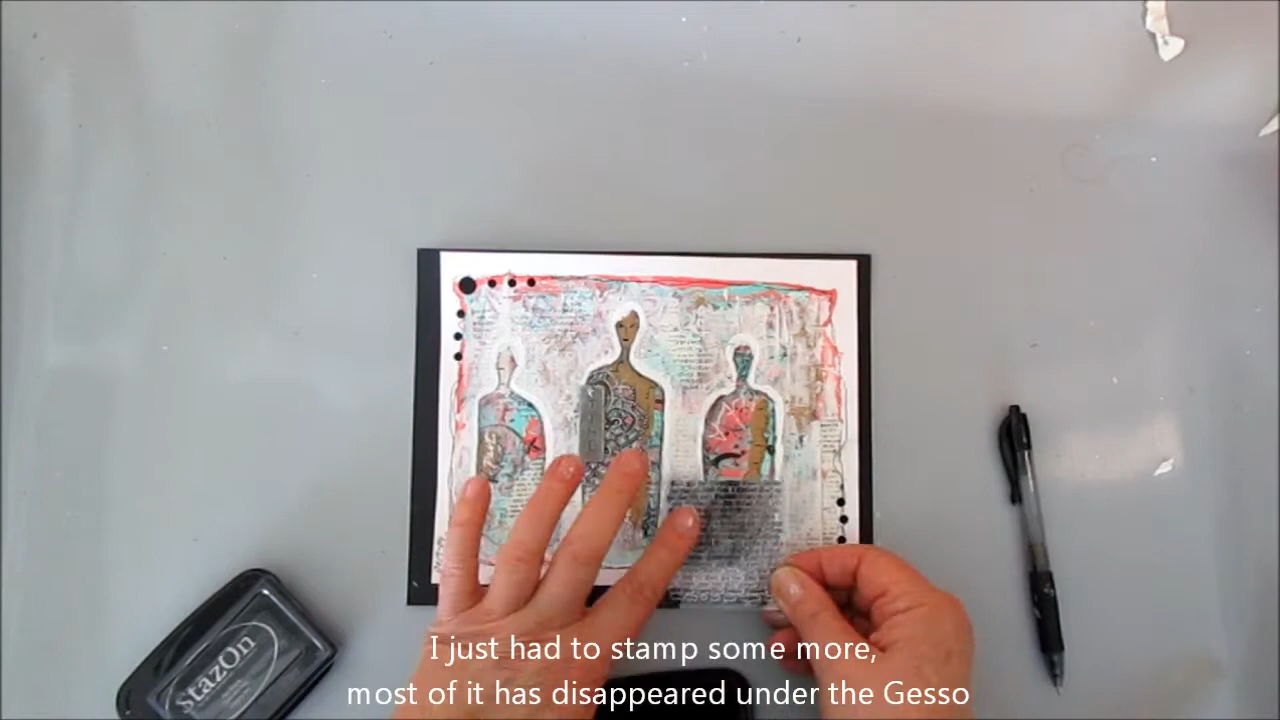 StazOn
I just had to stamp some more,
most of it has disappeared under the Gesso